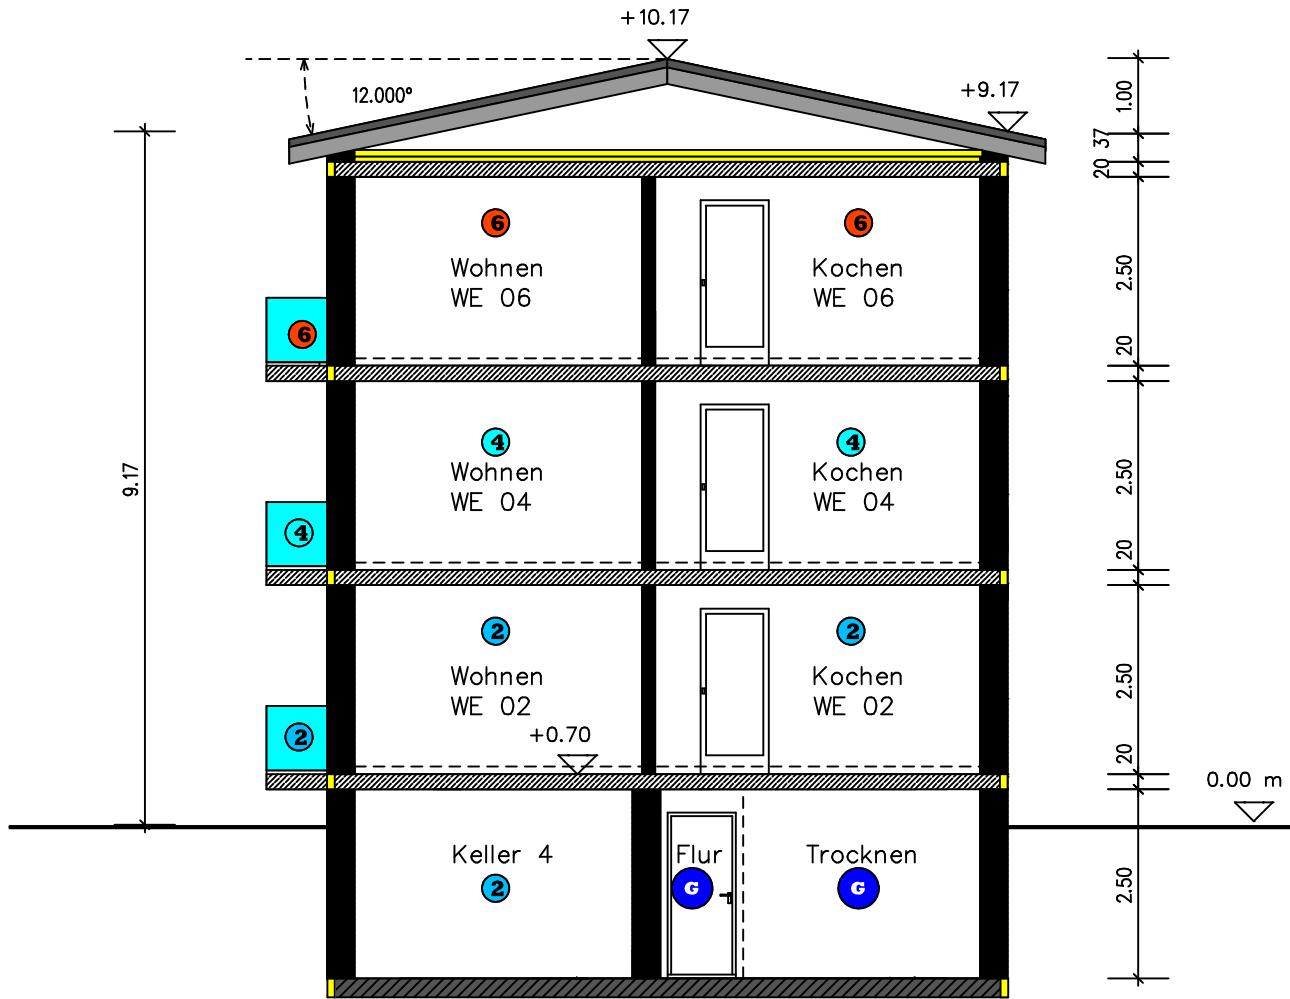 +10.17
12.000°
+9.17
1.00
37
20
9.17
6
6
Wohnen
WE 06
Kochen
WE 06
2.50
6
20
4
4
Wohnen
WE 04
Kochen
WE 04
2.50
4
20
2
2
Wohnen
WE 02
Kochen
WE 02
2.50
2
+0.70
20
0.00 m
Keller 4
Flur
Trocknen
2
G
G
2.50